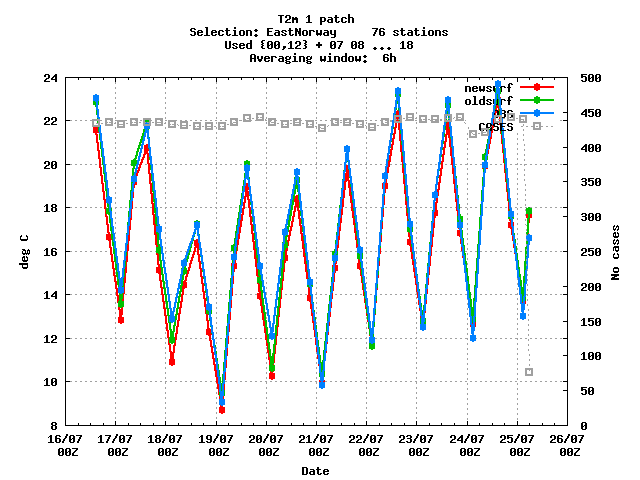 T2m 1 patch
Selection: EastNorway 76 stations
Used {00,12} + 07 08 ... 18
Averaging window: 6h
newsurf
oldsurf
OBS
CASES
deg C
24
22
20
18
16
14
12
10
8
No cases
500
450
400
350
300
250
200
150
100
50
0
16/07 17/07 18/07 19/07 20/07 21/07 22/07 23/07 24/07 25/07 26/07
00Z 00Z 00Z 00Z 00Z 00Z 00Z 00Z 00Z 00Z 00Z
Date